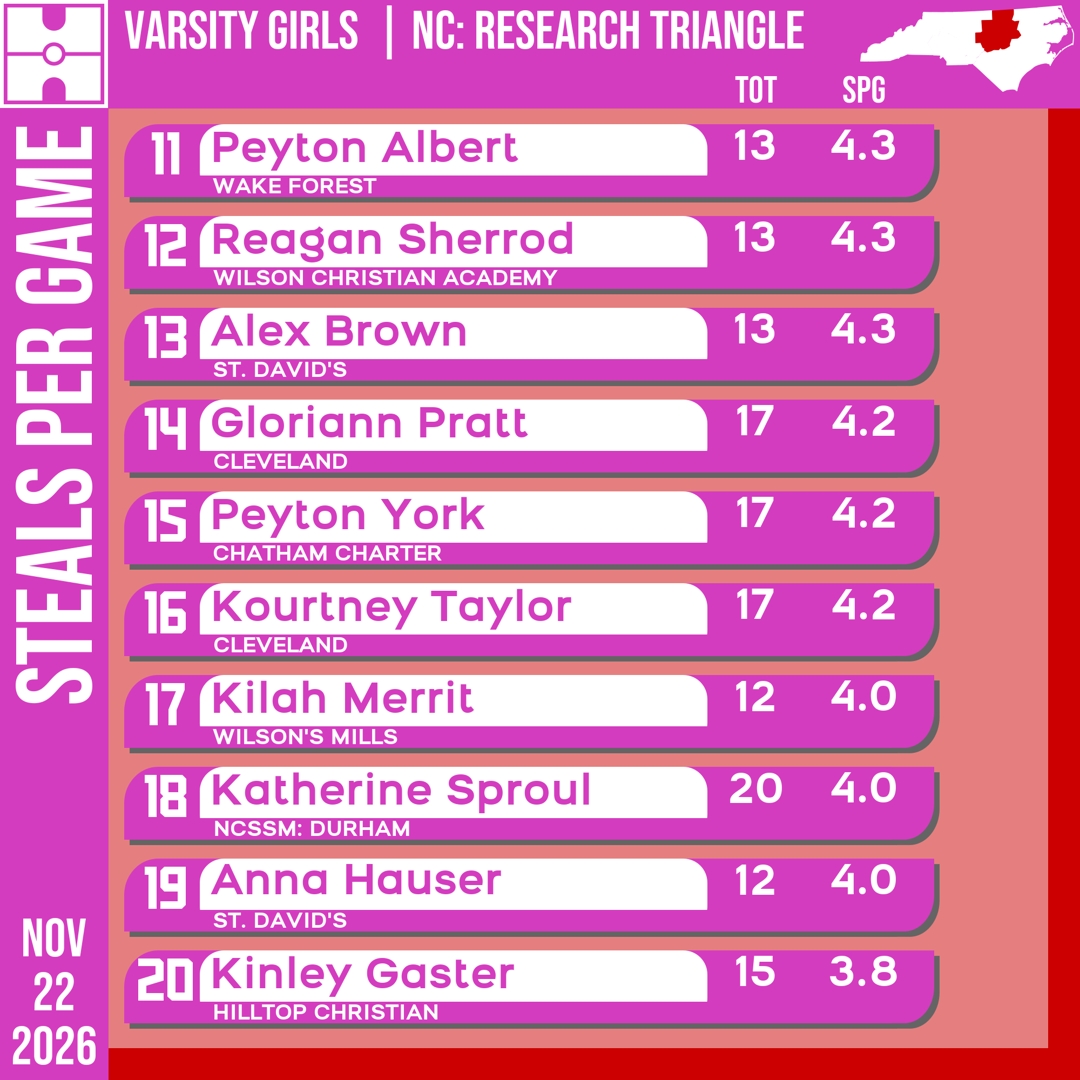 VARSITY GIRLS | NC: RESEARCH TRIANGLE
TOT SPG
STEALS PER GAME
11 Peyton Albert 13 4.3
WAKE FOREST
12 Reagan Sherrod 13 4.3
WILSON CHRISTIAN ACADEMY
13 Alex Brown 13 4.3
ST. DAVID'S
14 Gloriann Pratt 17 4.2
CLEVELAND
15 Peyton York 17 4.2
CHATHAM CHARTER
16 Kourtney Taylor 17 4.2
CLEVELAND
17 Kilah Merrit 12 4.0
WILSON'S MILLS
18 Katherine Sproul 20 4.0
NCSSM: DURHAM
19 Anna Hauser 12 4.0
ST. DAVID'S
20 Kinley Gaster 15 3.8
HILLTOP CHRISTIAN
NOV
22
2026